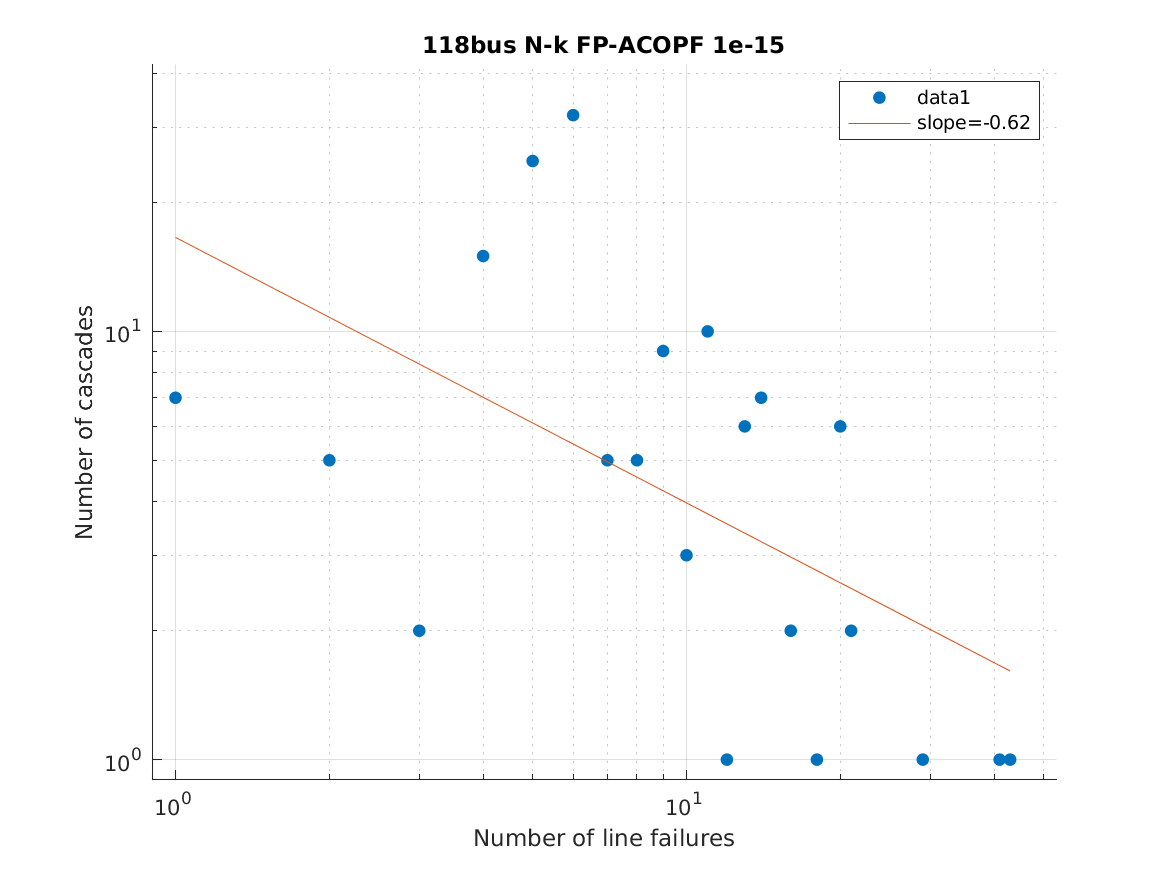 118bus N-k FP-ACOPF 1e-15
data1
slope=-0.62
Number of cascades
10^1
10^0
10^0
10^1
Number of line failures